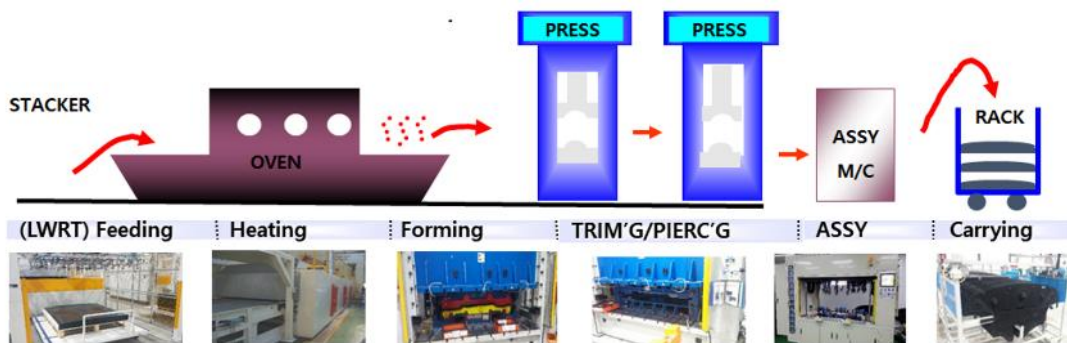 PRESS
PRESS
STACKER
OVEN
ASSY
M/C
RACK
(LWRT) Feeding
Heating
Forming
TRIM'G/PIERC'G
ASSY
Carrying